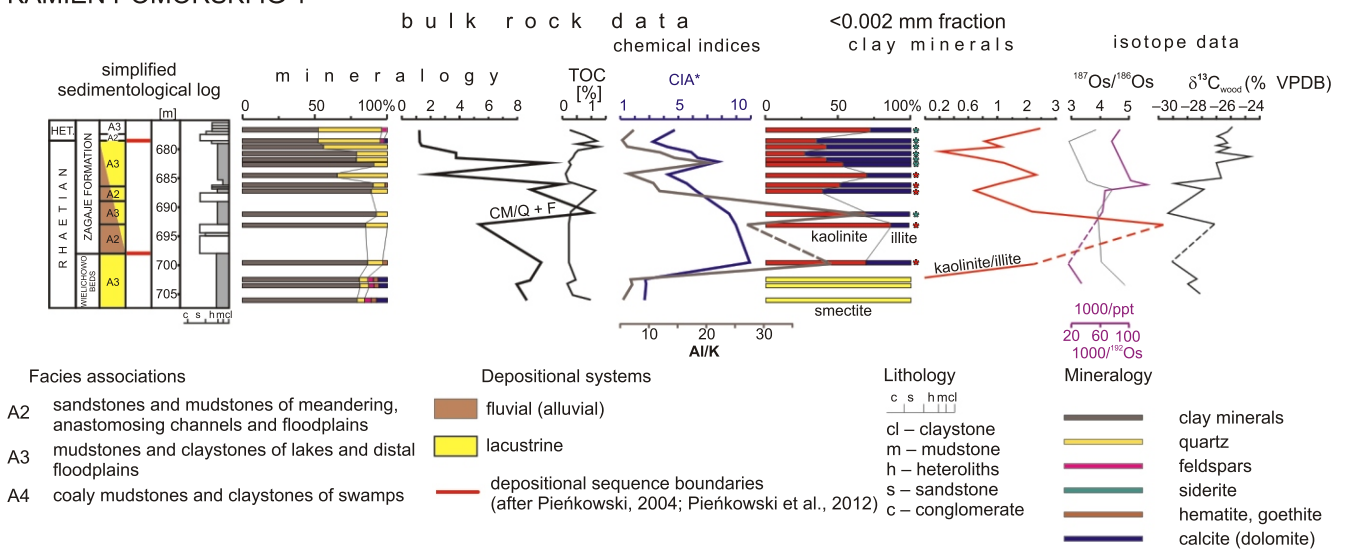 KAMIEŃ POMORSKI IG-1
bulk rock data
<0.002 mm fraction
chemical indices
clay minerals
isotope data
simplified
sedimentological log
mineralogy
TOC
[%]
CIA*
187Os/186Os
δ13Cwood (% VPDB)
[m]
0 50 100% 0 2 4 6 8
0 1
1 5 10
0 50 100%
0.2 0.6 1 2 3
3 4 5
–30 –28 –26 –24
HET.
RHAETIAN
ZAGAJE FORMATION
WIELICHOWO
BEDS
A3
A2
A3
A2
A3
A2
A3
680
685
690
695
700
705
c s h mcl
CM/Q + F
kaolinite
illite
smectite
kaolinite/illite
10 20 30
Al/K
1000/ppt
20 60 100
1000/192Os
Facies associations
A2 sandstones and mudstones of meandering,
anastomosing channels and floodplains
A3 mudstones and claystones of lakes and distal
floodplains
A4 coaly mudstones and claystones of swamps
Depositional systems
fluvial (alluvial)
lacustrine
depositional sequence boundaries
(after Pieńkowski, 2004; Pieńkowski et al., 2012)
Lithology
c s h mcl
cl – claystone
m – mudstone
h – heteroliths
s – sandstone
c – conglomerate
Mineralogy
clay minerals
quartz
feldspars
siderite
hematite, goethite
calcite (dolomite)